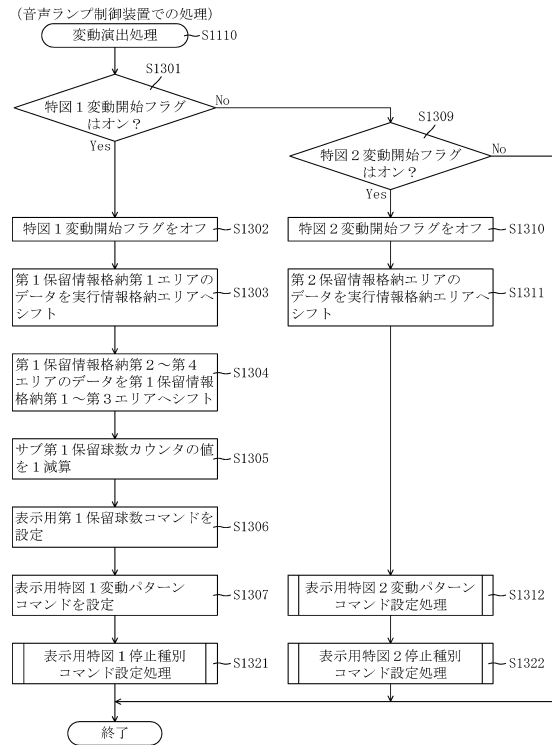 (音声ランプ制御装置での処理)
変動演出処理
S1110
S1301
特図1変動開始フラグ
はオン?
No
Yes
S1309
特図2変動開始フラグ
はオン?
No
Yes
特図1変動開始フラグをオフ
S1302
特図2変動開始フラグをオフ
S1310
第1保留情報格納第1エリアの
データを実行情報格納エリアへ
シフト
S1303
第2保留情報格納エリアの
データを実行情報格納エリアへ
シフト
S1311
第1保留情報格納第2~第4
エリアのデータを第1保留情報
格納第1~第3エリアへシフト
S1304
サブ第1保留球数カウンタの値
を1減算
S1305
表示用第1保留球数コマンドを
設定
S1306
表示用特図1変動パターン
コマンドを設定
S1307
表示用特図2変動パターン
コマンド設定処理
S1312
表示用特図1停止種別
コマンド設定処理
S1321
表示用特図2停止種別
コマンド設定処理
S1322
終了